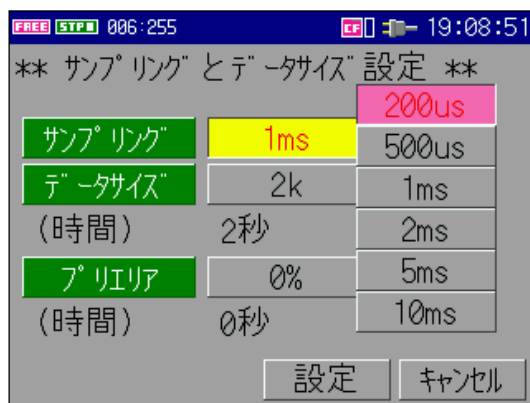 FREE STP 006:255 CF 19:08:51
** サンプリングとデータサイズ設定 **
サンプリング 1ms
データサイズ 2k
(時間) 2秒
プリエリア 0%
(時間) 0秒
200us
500us
1ms
2ms
5ms
10ms
設定 キャンセル